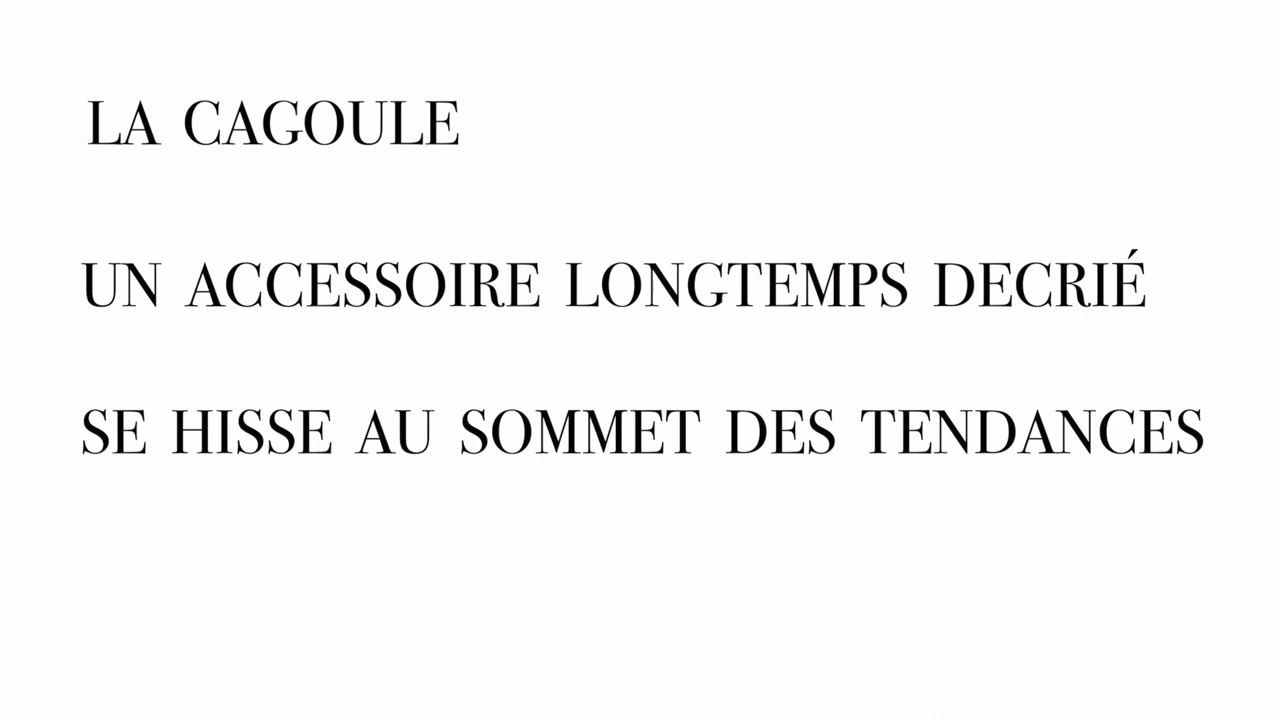 LA CAGOULE
UN ACCESSOIRE LONGTEMPS DECRIÉ
SE HISSE AU SOMMET DES TENDANCES